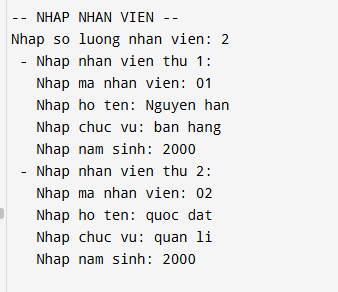 -- NHAP NHAN VIEN --
Nhap so luong nhan vien: 2
- Nhap nhan vien thu 1:
Nhap ma nhan vien: 01
Nhap ho ten: Nguyen han
Nhap chuc vu: ban hang
Nhap nam sinh: 2000
- Nhap nhan vien thu 2:
Nhap ma nhan vien: 02
Nhap ho ten: quoc dat
Nhap chuc vu: quan li
Nhap nam sinh: 2000